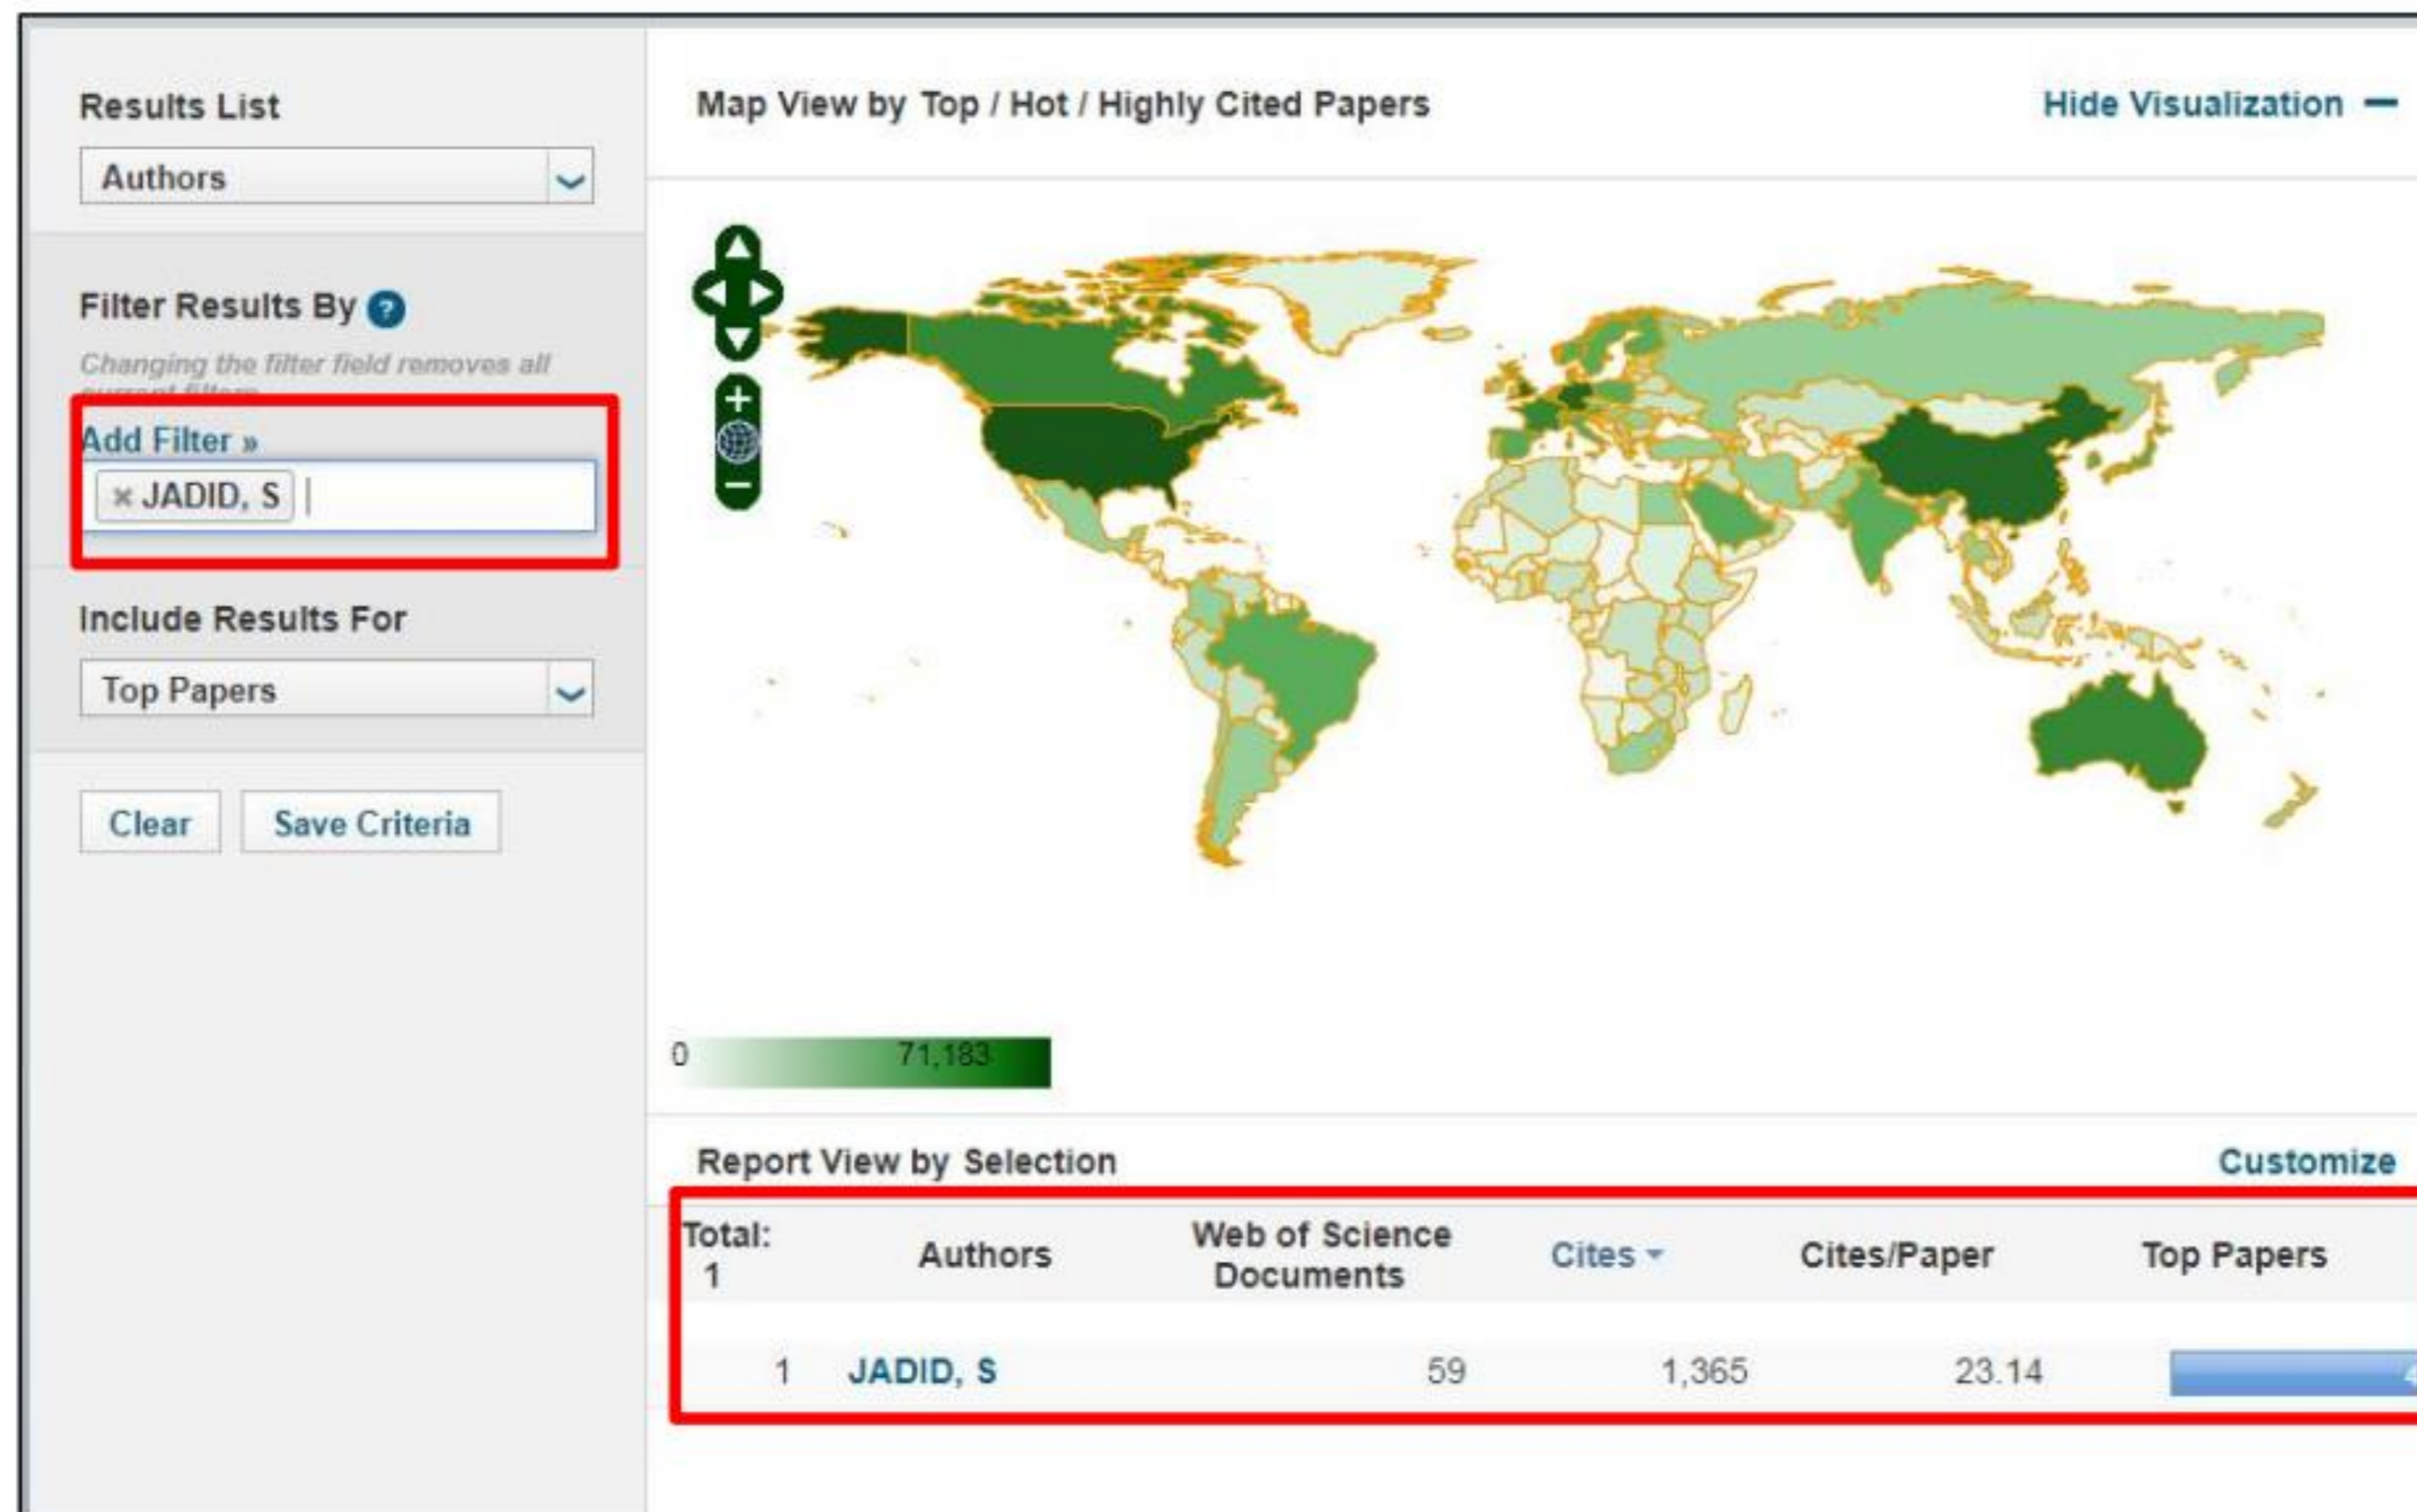 Results List
Authors
Filter Results By ?
Changing the filter field removes all
current filters
Add Filter »
× JADID, S
Include Results For
Top Papers
Clear
Save Criteria
Map View by Top / Hot / Highly Cited Papers
Hide Visualization —
0
71,183
Report View by Selection
Customize
Total:
1
Authors
Web of Science
Documents
Cites
Cites/Paper
Top Papers
1 JADID, S 59 1,365 23.14